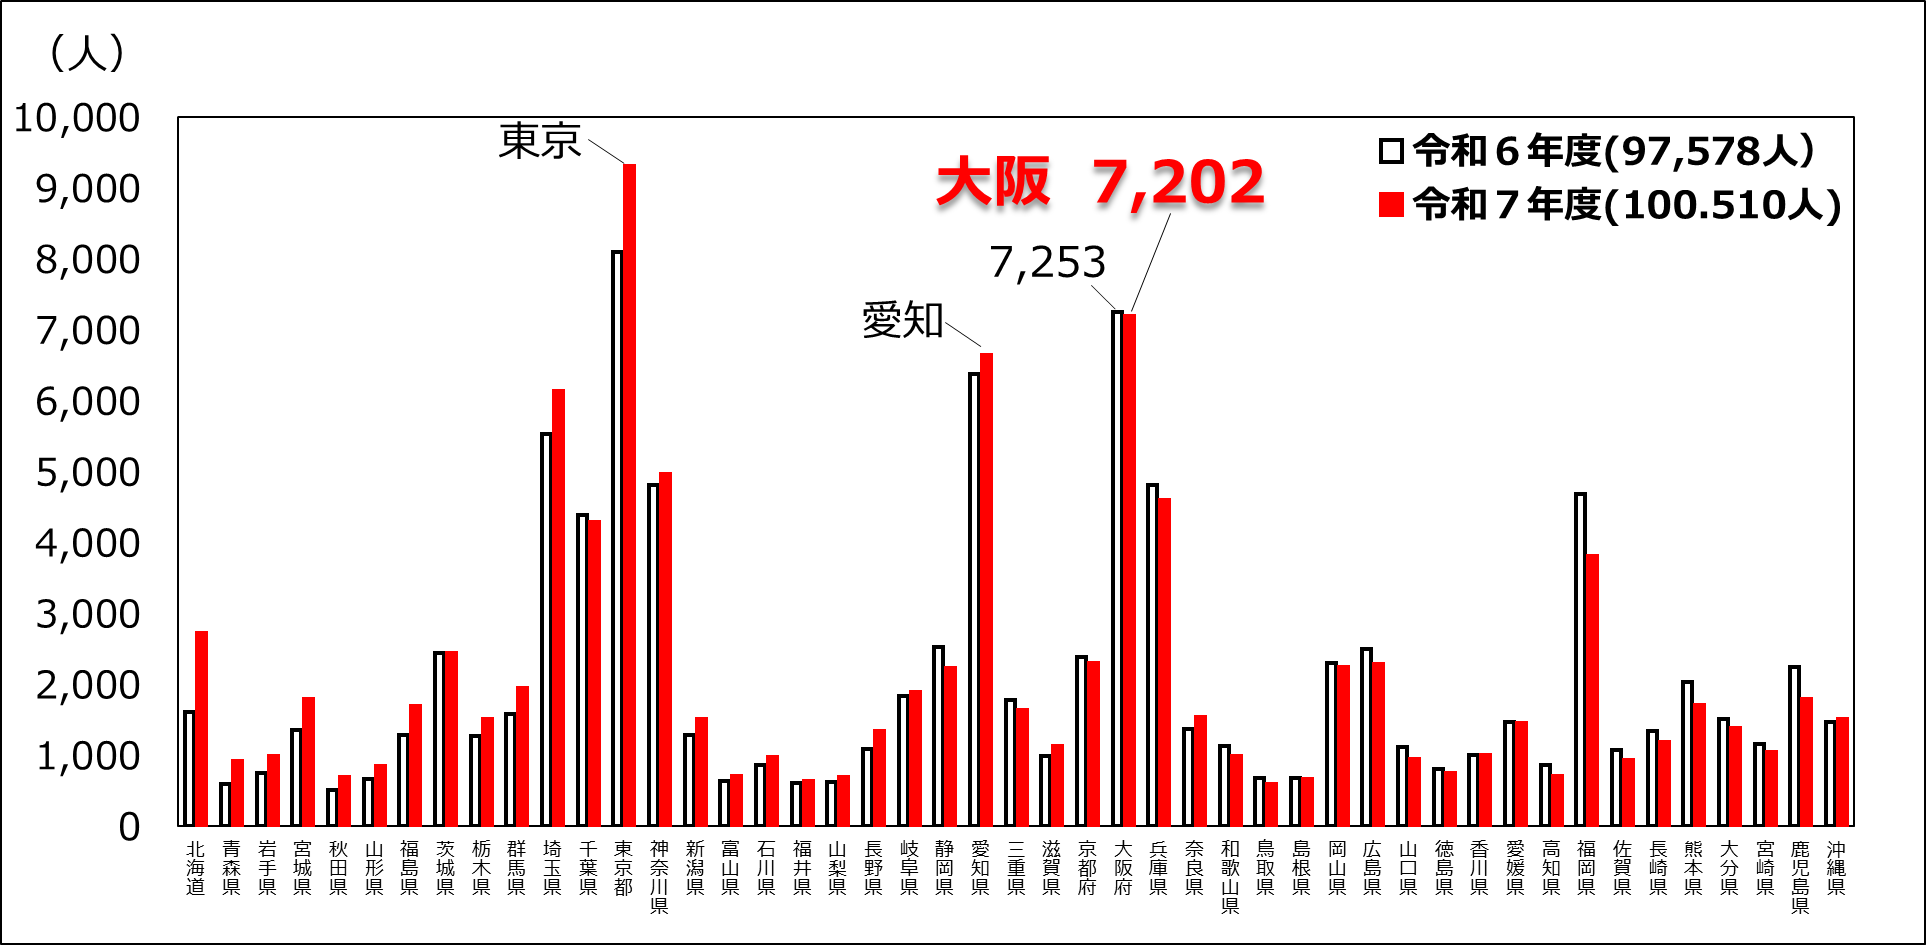 （人）
10,000
9,000
8,000
7,000
6,000
5,000
4,000
3,000
2,000
1,000
0
東京
愛知
大阪　7,202
7,253
令和６年度(97,578人）
令和７年度(100.510人)
北海道
青森県
岩手県
宮城県
秋田県
山形県
福島県
茨城県
栃木県
群馬県
埼玉県
千葉県
東京都
神奈川県
新潟県
富山県
石川県
福井県
山梨県
長野県
岐阜県
静岡県
愛知県
三重県
滋賀県
京都府
大阪府
兵庫県
奈良県
和歌山県
鳥取県
島根県
岡山県
広島県
山口県
徳島県
香川県
愛媛県
高知県
福岡県
佐賀県
長崎県
熊本県
大分県
宮崎県
鹿児島県
沖縄県